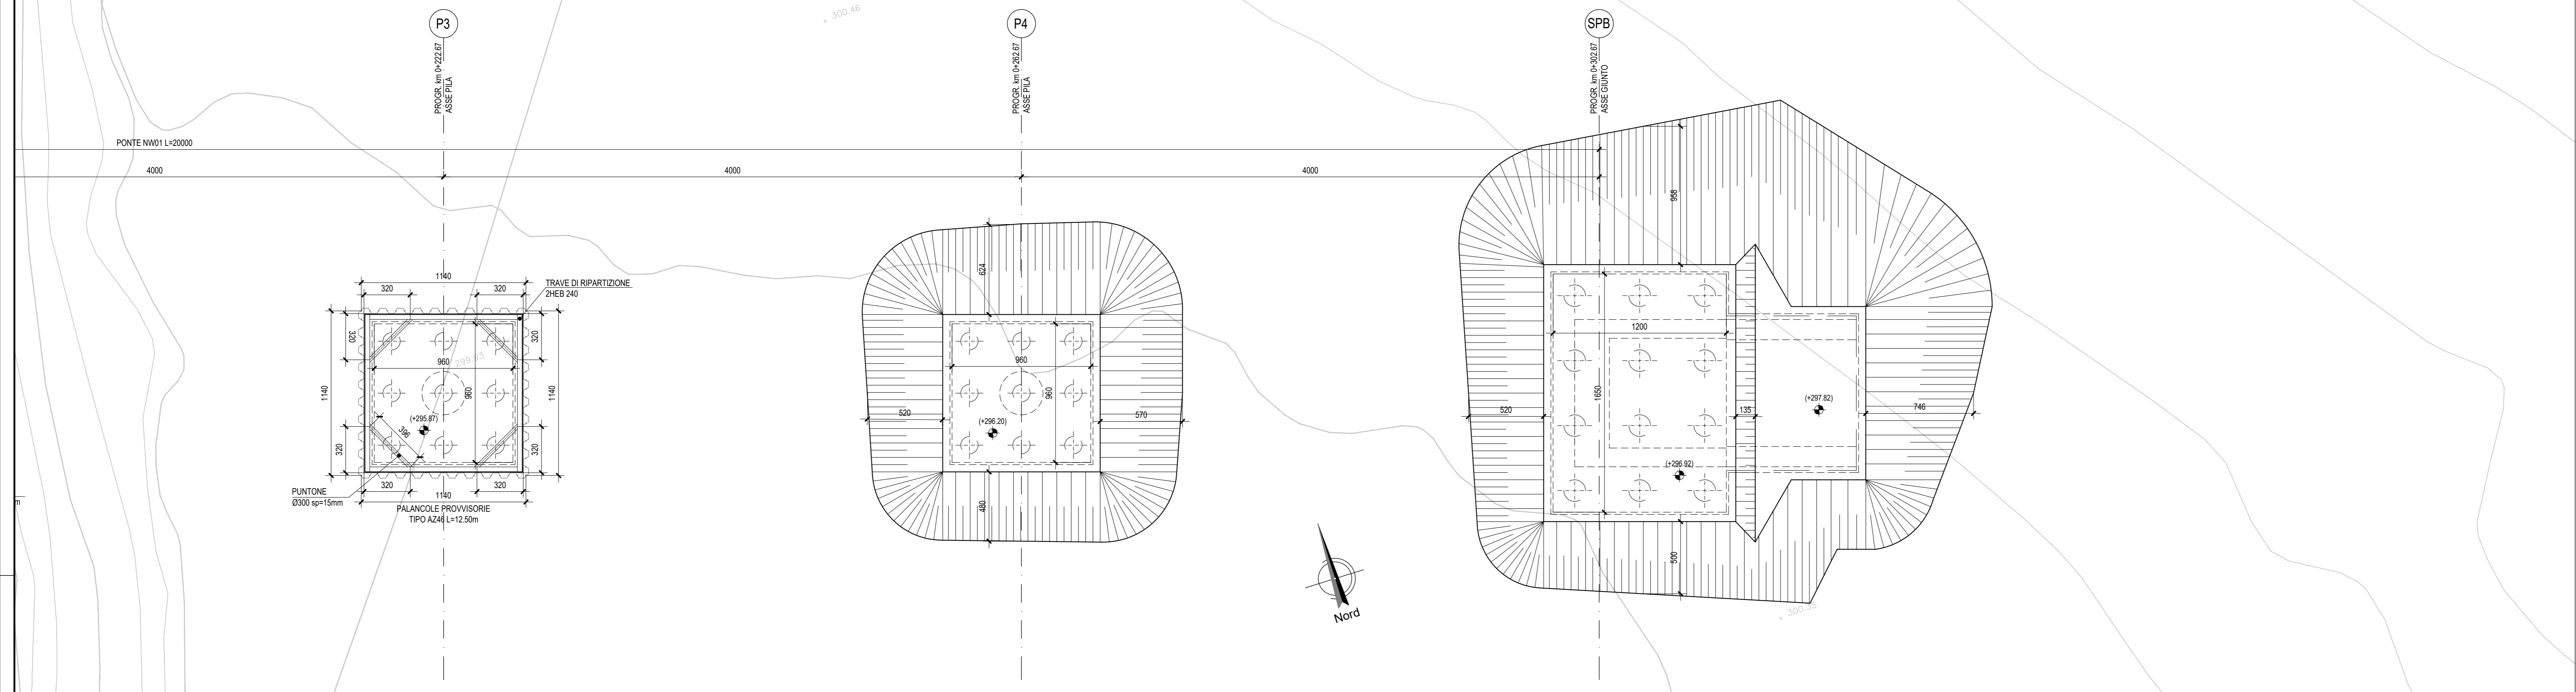 P3
P4
SPB
300.46
PROGR. km 0+222.67
ASSE PILA
PROGR. km 0+262.67
ASSE PILA
PROGR. km 0+302.67
ASSE GIUNTO
PONTE NW01 L=20000
4000
4000
4000
1140
320
320
TRAVE DI RIPARTIZIONE
2HEB 240
320
320
299.93
960
960
1140
1140
(+295.87)
396
320
320
PUNTONE
Ø300 sp=15mm
320
1140
320
PALANCOLE PROVVISORIE
TIPO AZ46 L=12.50m
m
624
960
960
520
570
(+296.20)
480
958
1200
1650
520
135
(+297.82)
746
(+296.92)
500
300.35
Nord